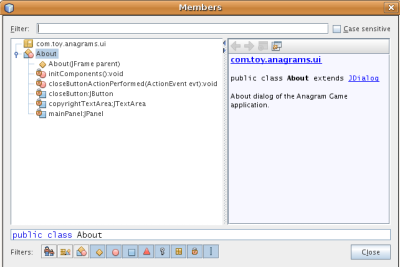 Members
Filter:
Case sensitive
com.toy.anagrams.ui
About
About(JFrame parent)
initComponents():void
closeButtonActionPerformed(ActionEvent evt):void
closeButton:JButton
copyrightTextArea:JTextArea
mainPanel:JPanel
com.toy.anagrams.ui
public class About extends JDialog
About dialog of the Anagram Game
application.
public class About
Filters:
Close